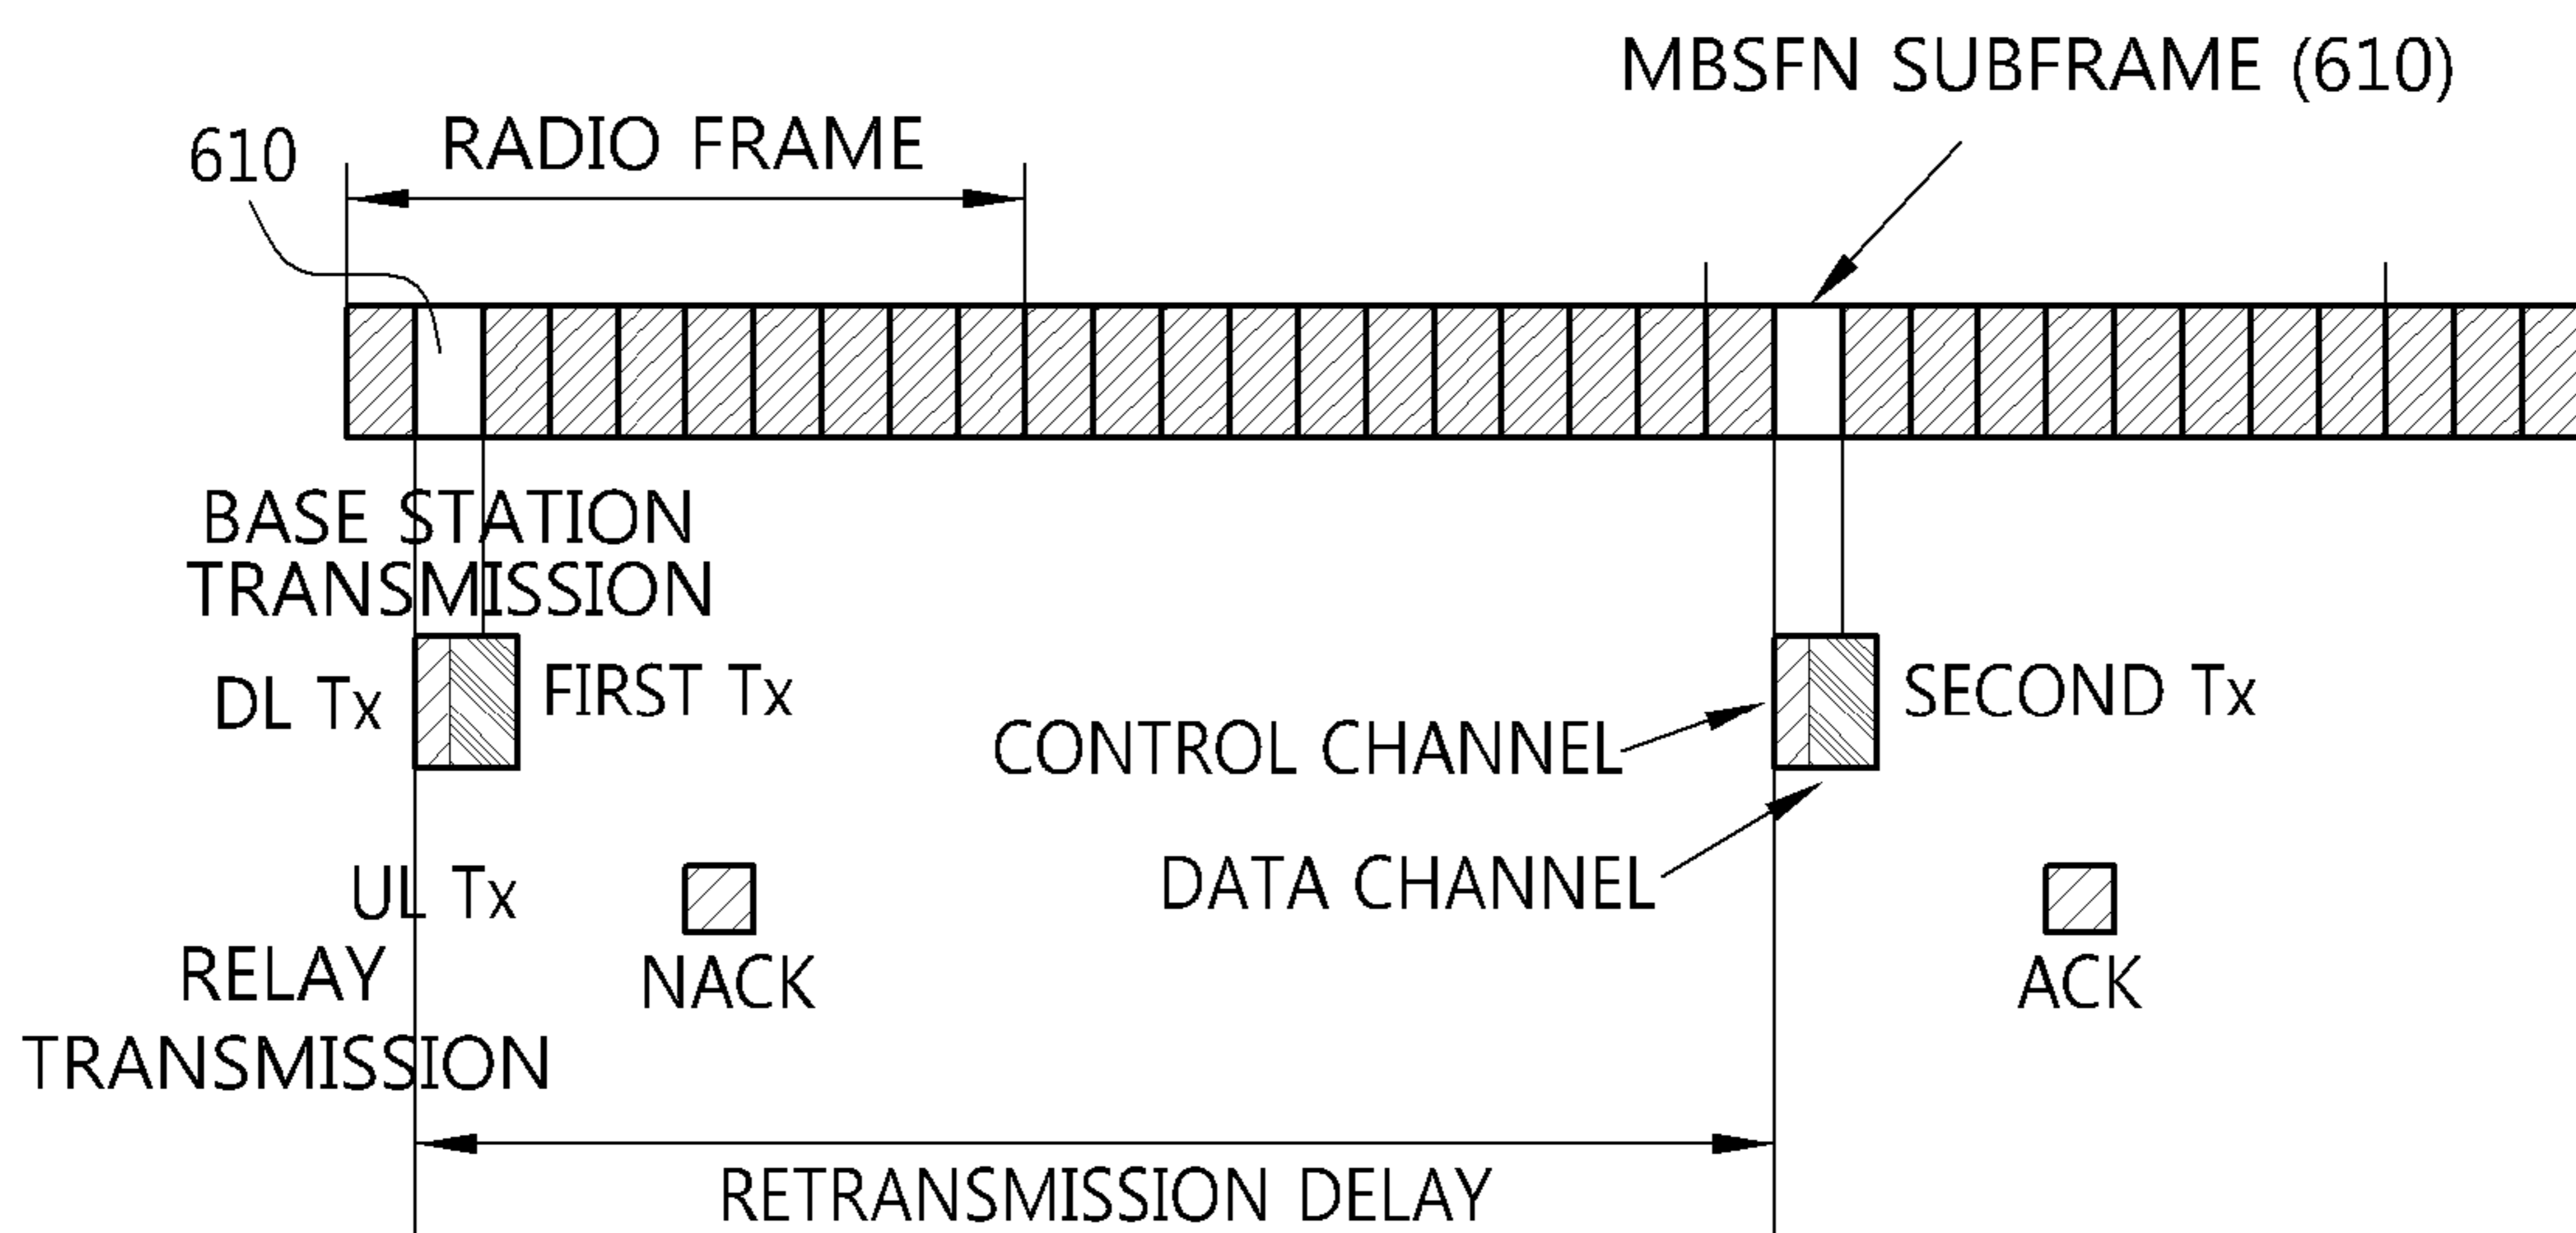 MBSFN SUBFRAME (610)
610
RADIO FRAME
BASE STATION
TRANSMISSION
DL Tx
FIRST Tx
SECOND Tx
CONTROL CHANNEL
DATA CHANNEL
UL Tx
RELAY
TRANSMISSION
NACK
ACK
RETRANSMISSION DELAY